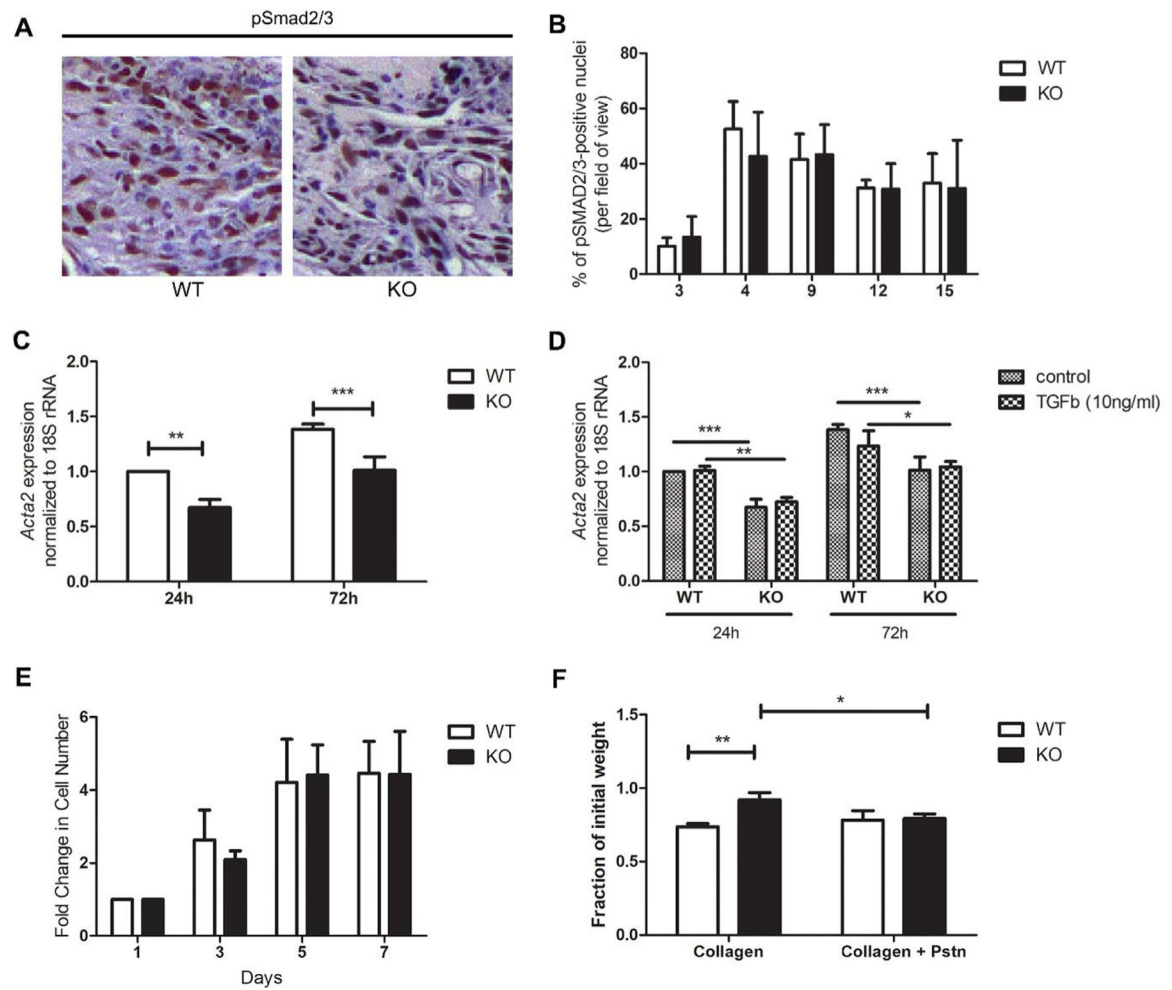 A
pSmad2/3
WT
KO
B
% of pSMAD2/3-positive nuclei
(per field of view)
80
60
40
20
0
3
4
9
12
15
WT
KO
C
Acta2 expression
normalized to 18S rRNA
2.0
1.5
1.0
0.5
0.0
**
***
24h
72h
WT
KO
D
Acta2 expression
normalized to 18S rRNA
2.0
1.5
1.0
0.5
0.0
***
**
***
*
WT
KO
WT
KO
24h
72h
control
TGFb (10ng/ml)
E
Fold Change in Cell Number
6
4
2
0
1
3
5
7
Days
WT
KO
F
Fraction of initial weight
1.5
1.0
0.5
0.0
**
*
Collagen
Collagen + Pstn
WT
KO